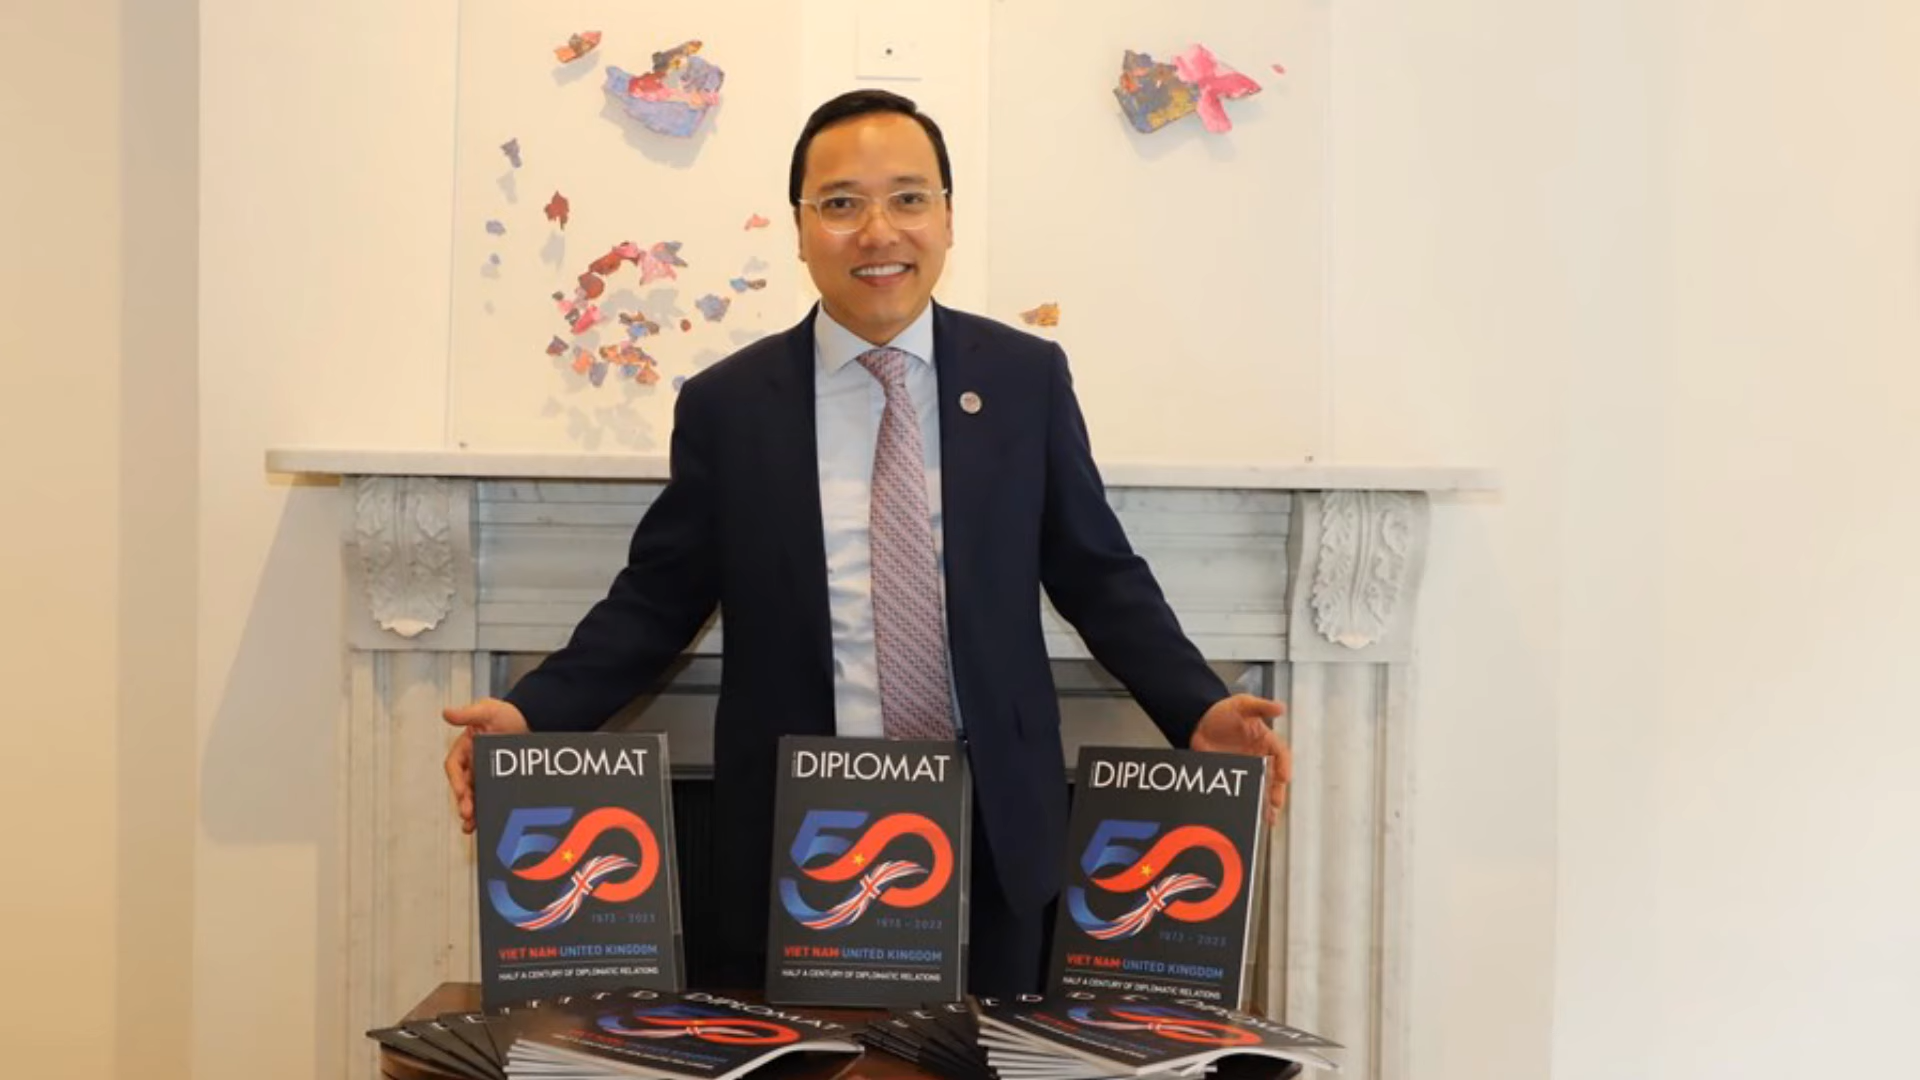 DIPLOMAT
50
1973 - 2023
VIET NAM-UNITED KINGDOM
HALF A CENTURY OF DIPLOMATIC RELATIONS
DIPLOMAT
50
1973 - 2023
VIET NAM-UNITED KINGDOM
HALF A CENTURY OF DIPLOMATIC RELATIONS
DIPLOMAT
50
1973 - 2023
VIET NAM-UNITED KINGDOM
HALF A CENTURY OF DIPLOMATIC RELATIONS
DIPLOMAT